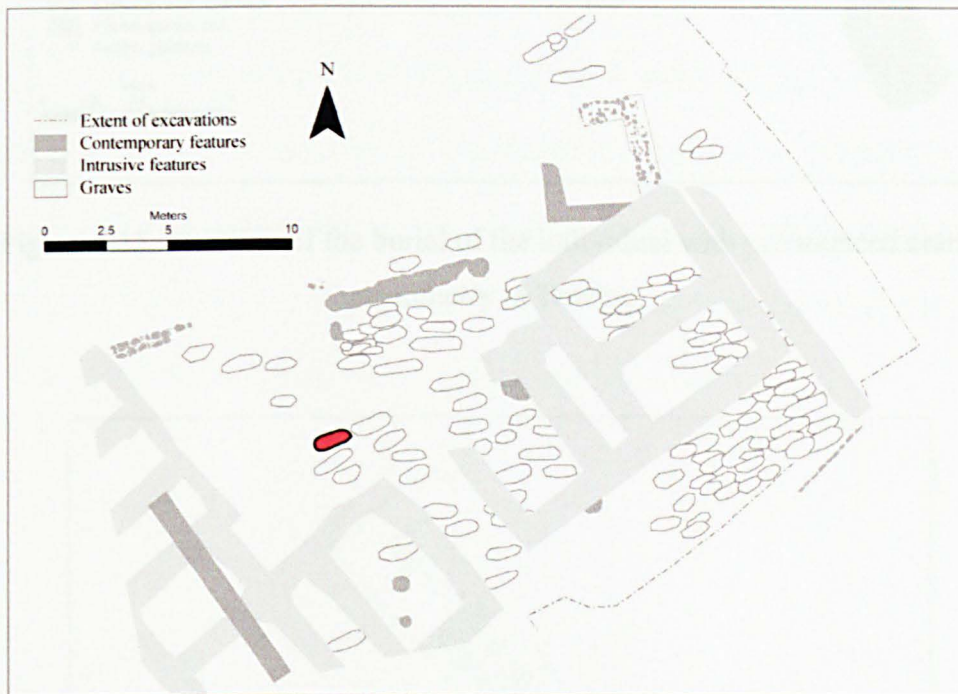 N
Extent of excavations
Contemporary features
Intrusive features
Graves
Meters
0 2.5 5 10